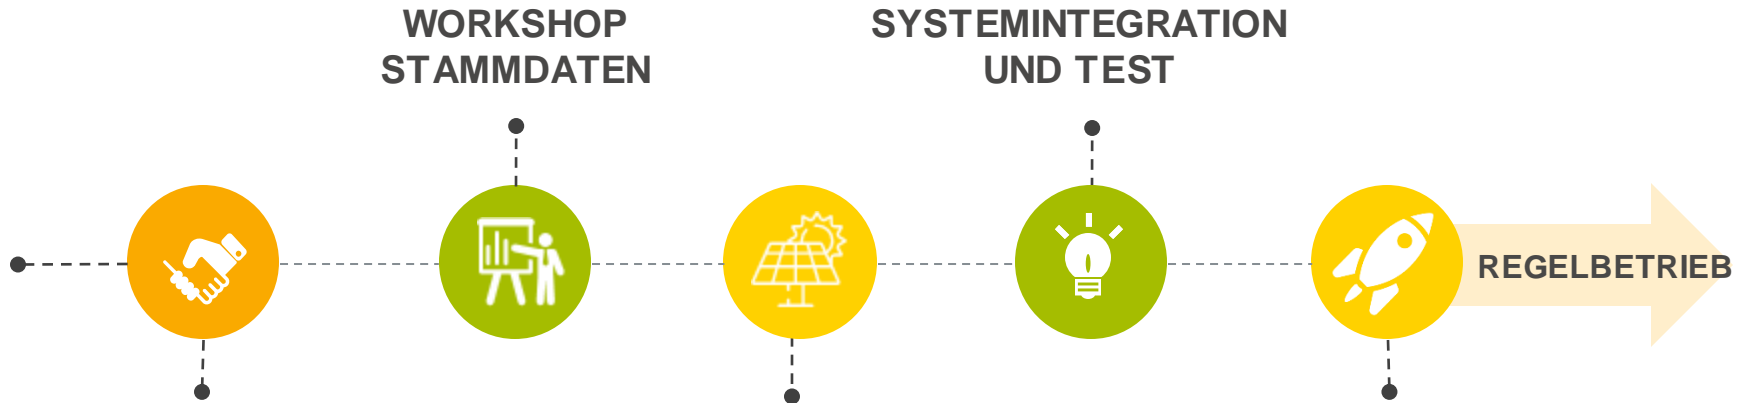 WORKSHOP
STAMMDATEN
SYSTEMINTEGRATION
UND TEST
REGELBETRIEB